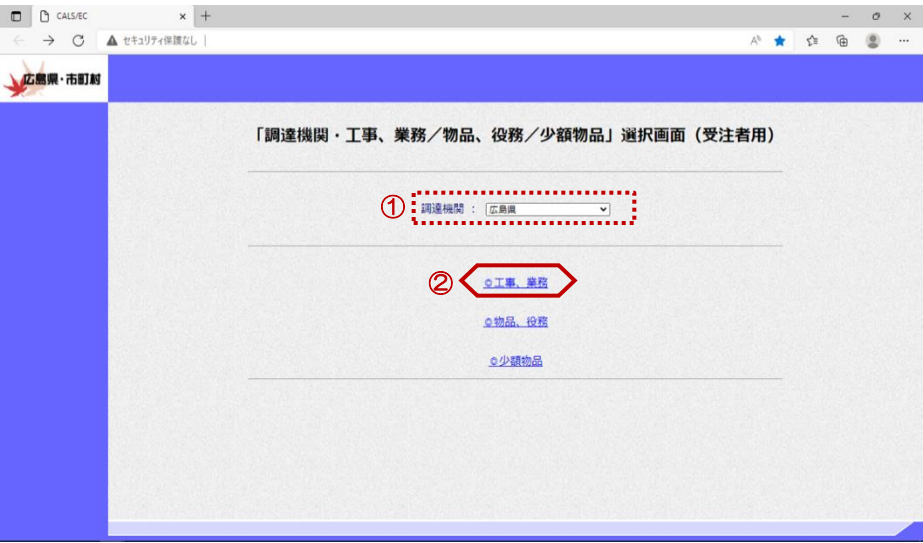 CALS/EC
セキュリティ保護なし
広島県・市町村
「調達機関・工事、業務/物品、役務/少額物品」選択画面（受注者用）
① 調達機関 : 広島県
② ◎工事、業務
◎物品、役務
◎少額物品